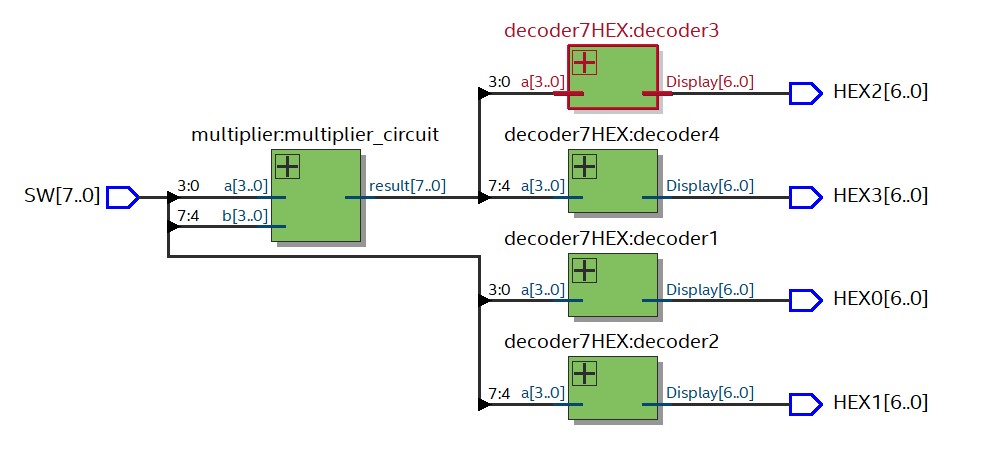 decoder7HEX:decoder3
3:0 a[3..0] Display[6..0] HEX2[6..0]
multiplier:multiplier_circuit
decoder7HEX:decoder4
SW[7..0] 3:0 a[3..0] result[7..0] 7:4 a[3..0] Display[6..0] HEX3[6..0]
7:4 b[3..0]
decoder7HEX:decoder1
3:0 a[3..0] Display[6..0] HEX0[6..0]
decoder7HEX:decoder2
7:4 a[3..0] Display[6..0] HEX1[6..0]